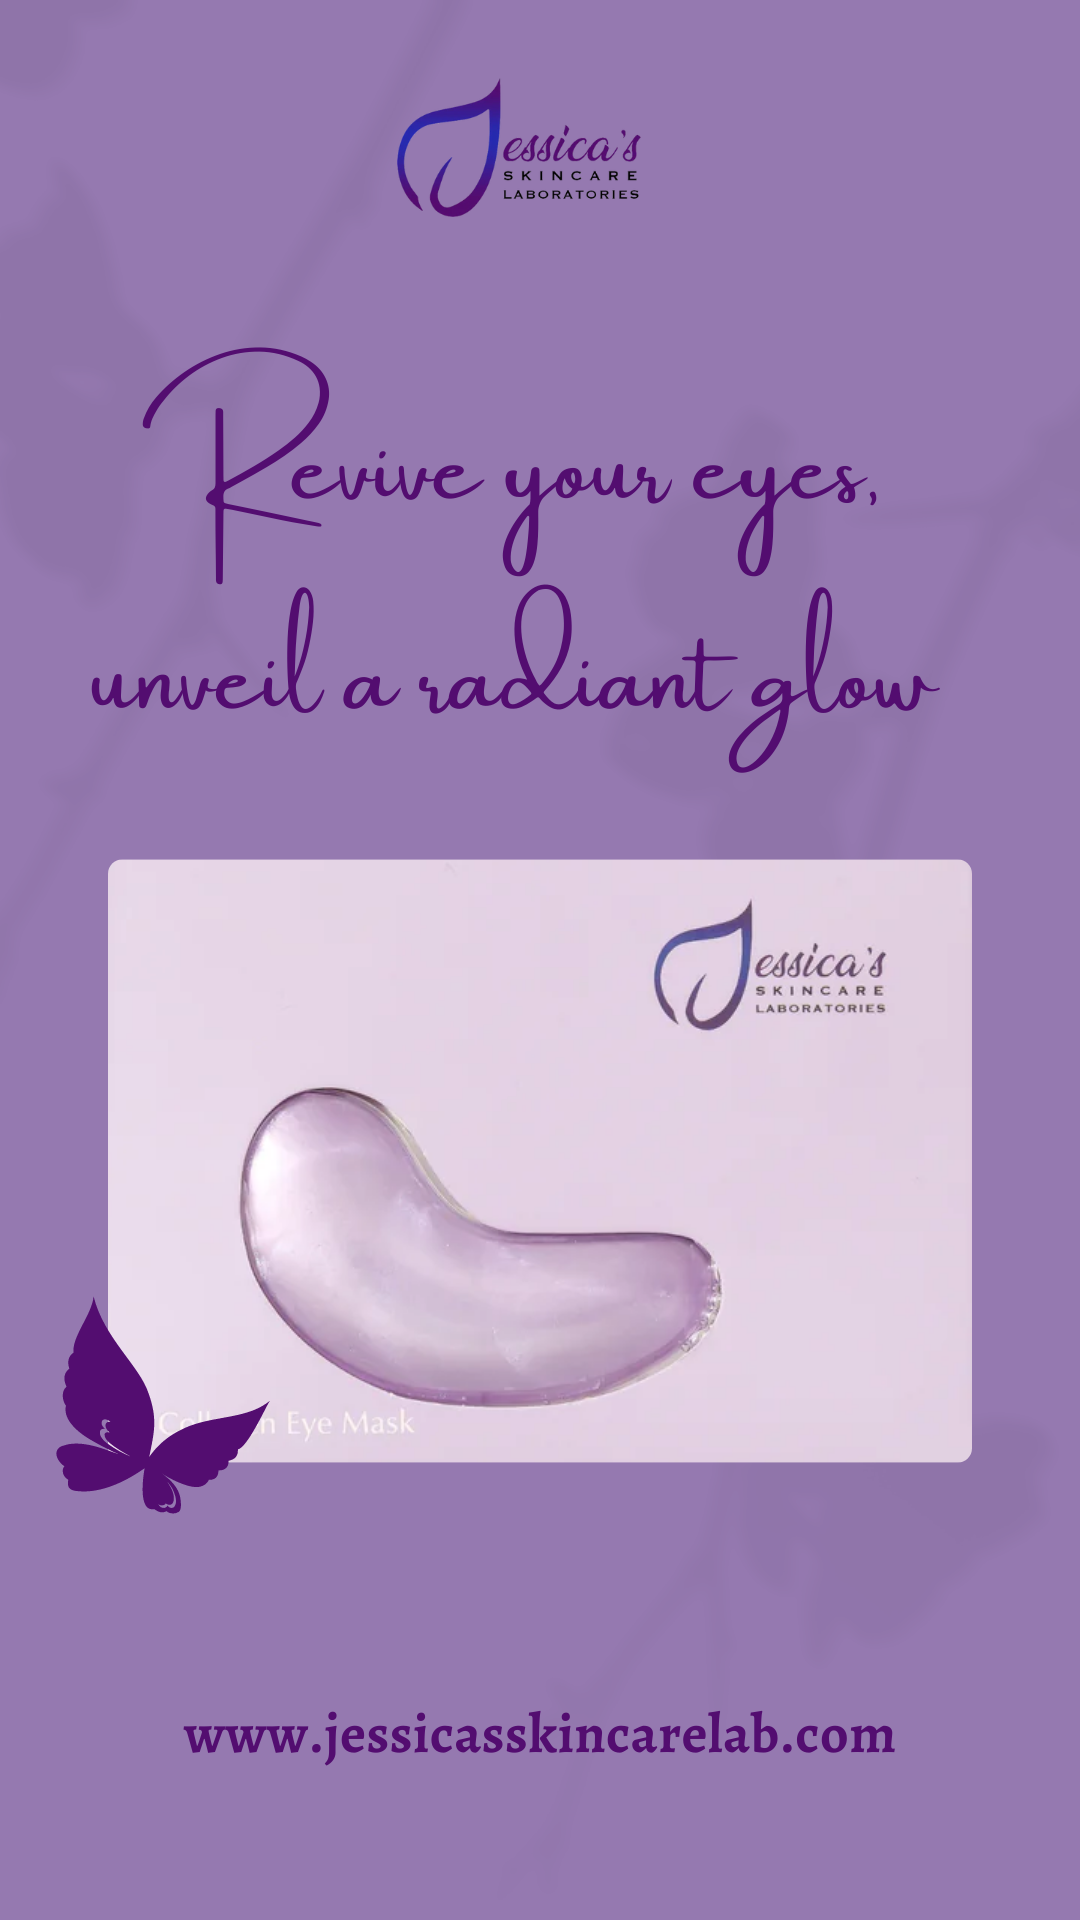 Jessica's
SKINCARE
LABORATORIES
Revive your eyes,
unveil a radiant glow
Jessica's
SKINCARE
LABORATORIES
Eye Mask
www.jessicasskincarelab.com